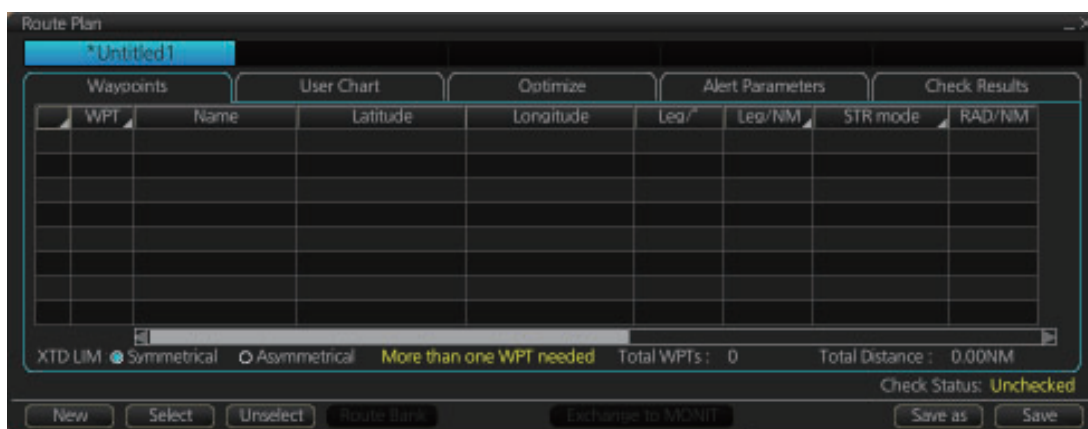 Route Plan
*Untitled1
Waypoints User Chart Optimize Alert Parameters Check Results
WPT Name Latitude Longitude Leg/° Leg/NM STR mode RAD/NM
XTD LIM Symmetrical Asymmetrical More than one WPT needed Total WPTs : 0 Total Distance : 0.00NM
Check Status: Unchecked
New Select Unselect Route Bank Exchange to MONIT Save as Save